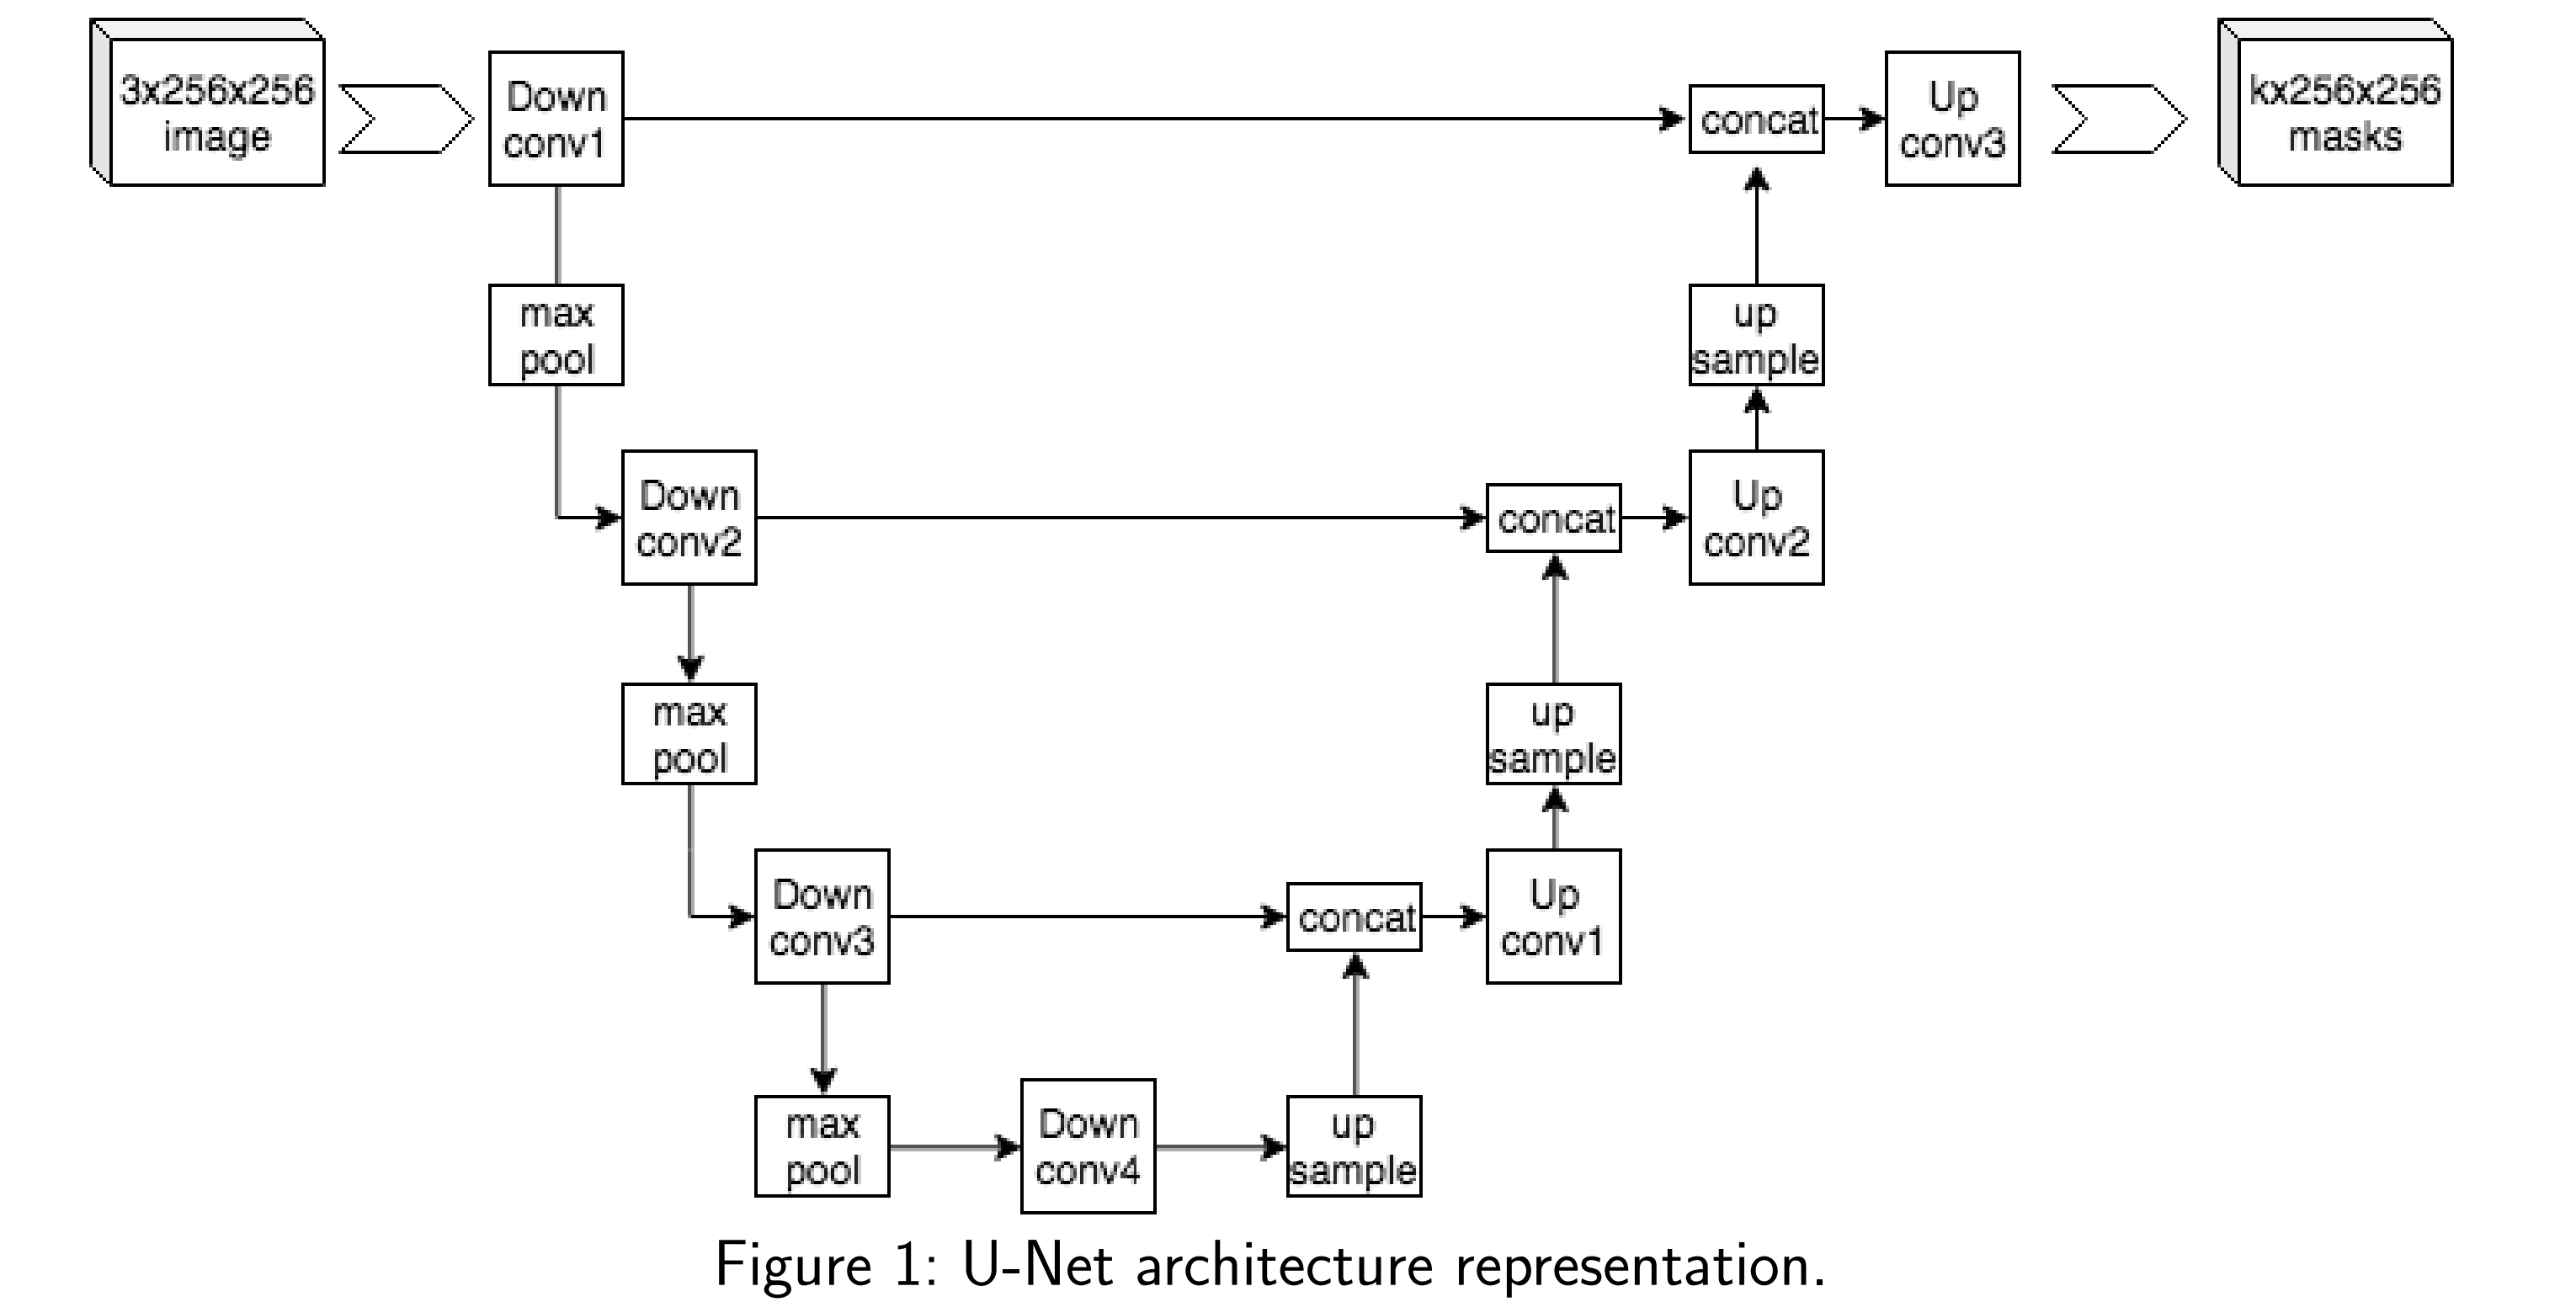 3x256x256
image
Down
conv1
concat
Up
conv3
kx256x256
masks
max
pool
up
sample
Down
conv2
concat
Up
conv2
max
pool
up
sample
Down
conv3
concat
Up
conv1
max
pool
Down
conv4
up
sample
Figure 1: U-Net architecture representation.